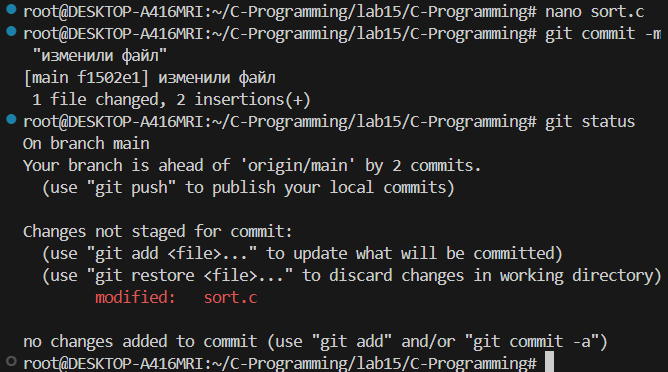 root@DESKTOP-A416MRI:~/C-Programming/lab15/C-Programming# nano sort.c
root@DESKTOP-A416MRI:~/C-Programming/lab15/C-Programming# git commit -m
"изменили файл"
[main f1502e1] изменили файл
1 file changed, 2 insertions(+)
root@DESKTOP-A416MRI:~/C-Programming/lab15/C-Programming# git status
On branch main
Your branch is ahead of 'origin/main' by 2 commits.
(use "git push" to publish your local commits)
Changes not staged for commit:
(use "git add <file>..." to update what will be committed)
(use "git restore <file>..." to discard changes in working directory)
modified:   sort.c
no changes added to commit (use "git add" and/or "git commit -a")
root@DESKTOP-A416MRI:~/C-Programming/lab15/C-Programming#